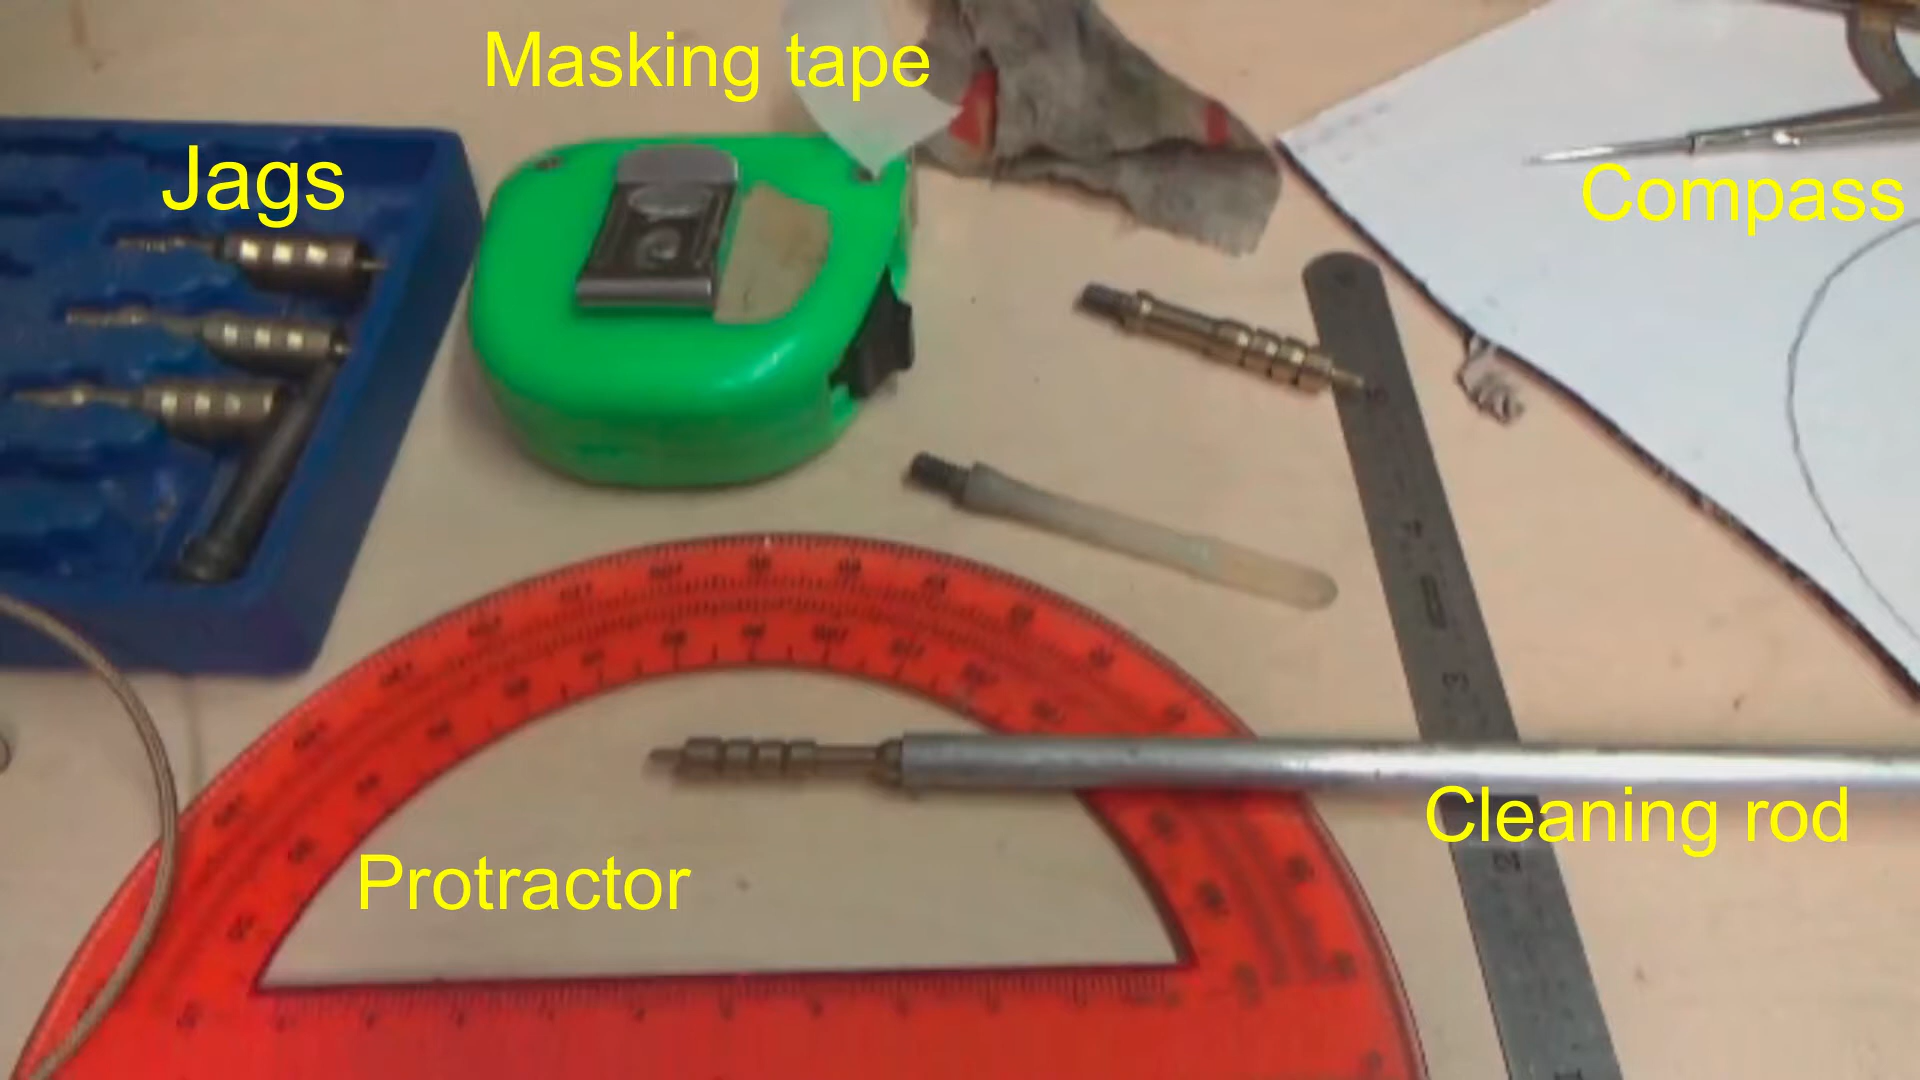 Masking tape
Jags
Compass
Cleaning rod
Protractor